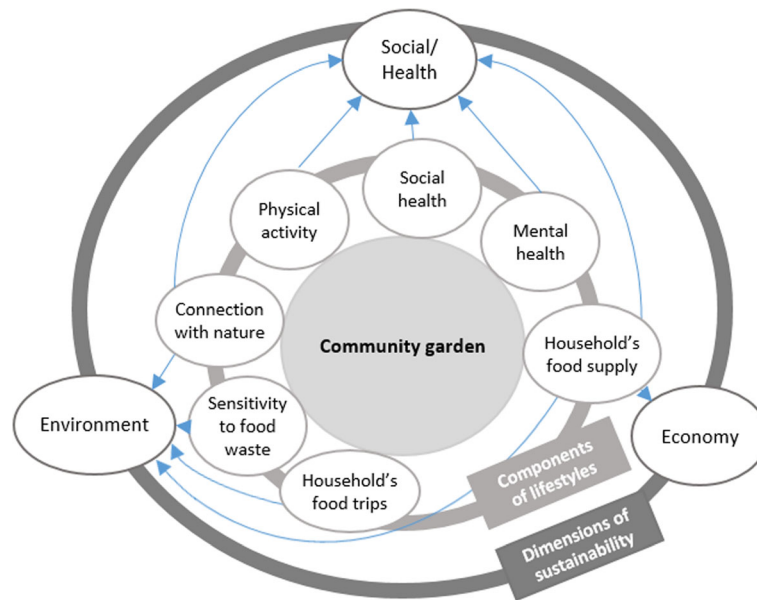 Social/
Health
Social
health
Physical
activity
Mental
health
Connection
with nature
Community garden
Household's
food supply
Environment
Sensitivity
to food
waste
Economy
Household's
food trips
Components
of lifestyles
Dimensions of
sustainability